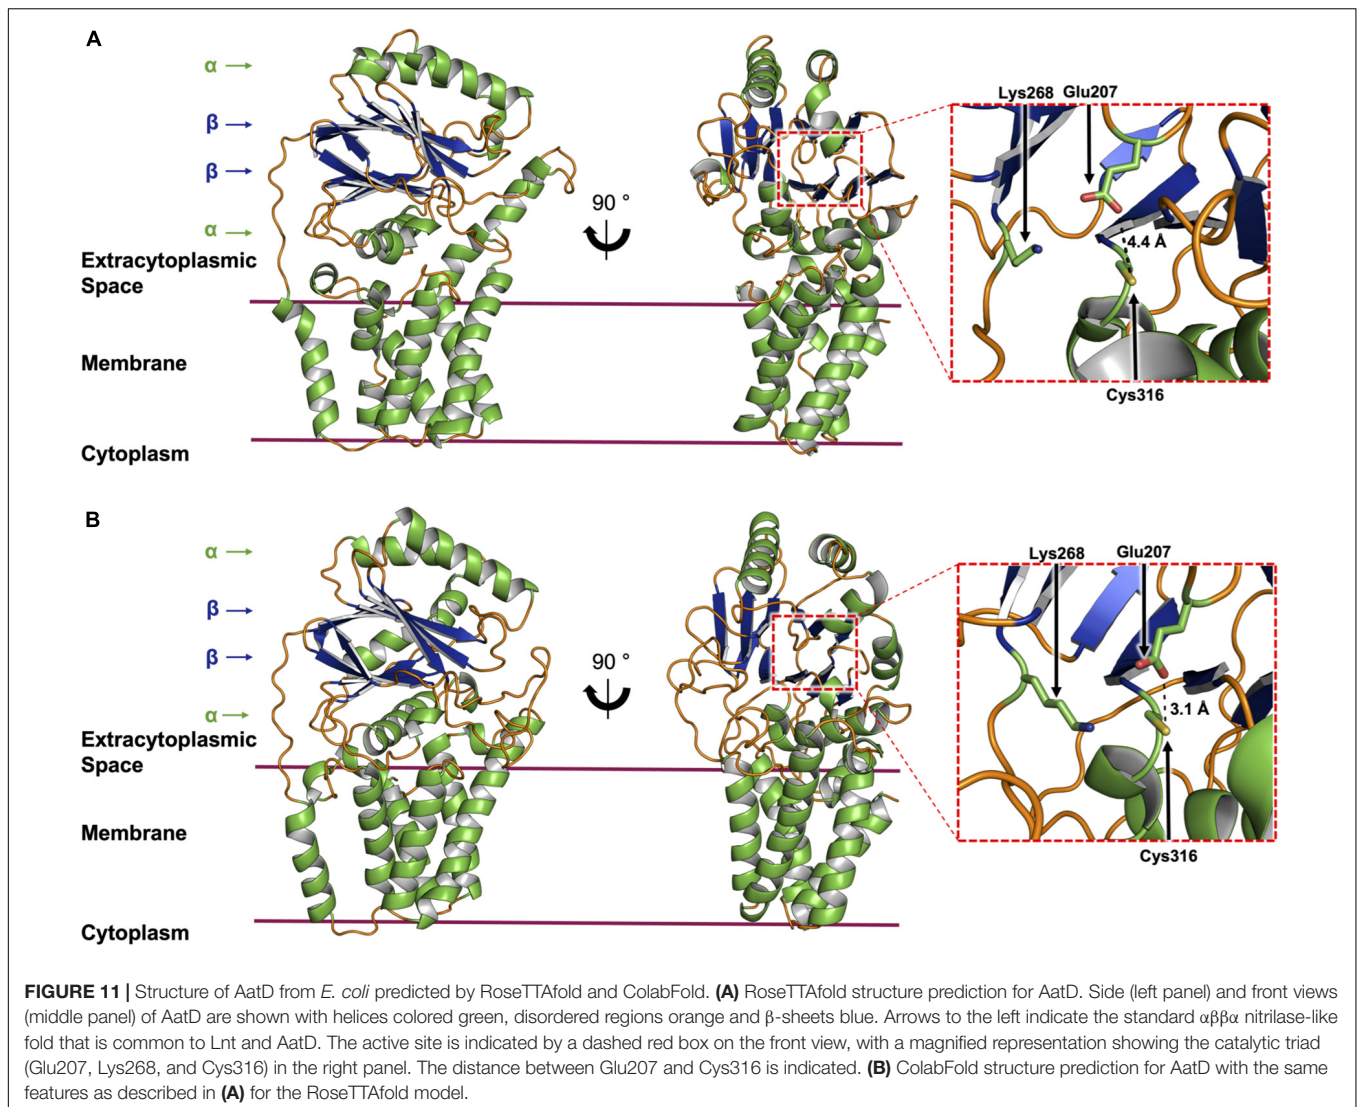 A
α
β
β
α
Extracytoplasmic
Space
Membrane
Cytoplasm
90 °
Lys268 Glu207
4.4 Å
Cys316
B
α
β
β
α
Extracytoplasmic
Space
Membrane
Cytoplasm
90 °
Lys268 Glu207
3.1 Å
Cys316
FIGURE 11 | Structure of AatD from E. coli predicted by RoseTTAfold and ColabFold. (A) RoseTTAfold structure prediction for AatD. Side (left panel) and front views
(middle panel) of AatD are shown with helices colored green, disordered regions orange and β-sheets blue. Arrows to the left indicate the standard αββα nitrilase-like
fold that is common to Lnt and AatD. The active site is indicated by a dashed red box on the front view, with a magnified representation showing the catalytic triad
(Glu207, Lys268, and Cys316) in the right panel. The distance between Glu207 and Cys316 is indicated. (B) ColabFold structure prediction for AatD with the same
features as described in (A) for the RoseTTAfold model.